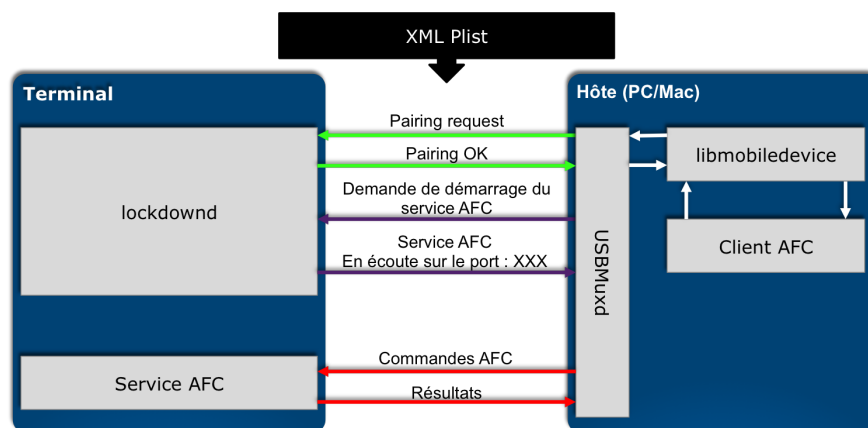 XML Plist
Terminal
Hôte (PC/Mac)
Pairing request
Pairing OK
lockdownd
libmobiledevice
Demande de démarrage du
service AFC
Service AFC
En écoute sur le port : XXX
Client AFC
USBMuxd
Commandes AFC
Service AFC
Résultats